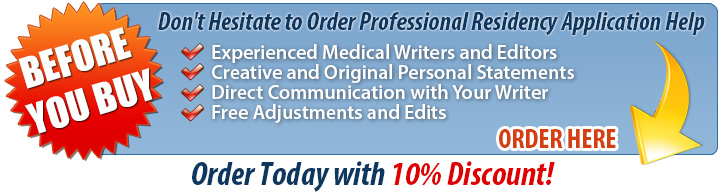 BEFORE
YOU BUY
Don't Hesitate to Order Professional Residency Application Help
Experienced Medical Writers and Editors
Creative and Original Personal Statements
Direct Communication with Your Writer
Free Adjustments and Edits
ORDER HERE
Order Today with 10% Discount!